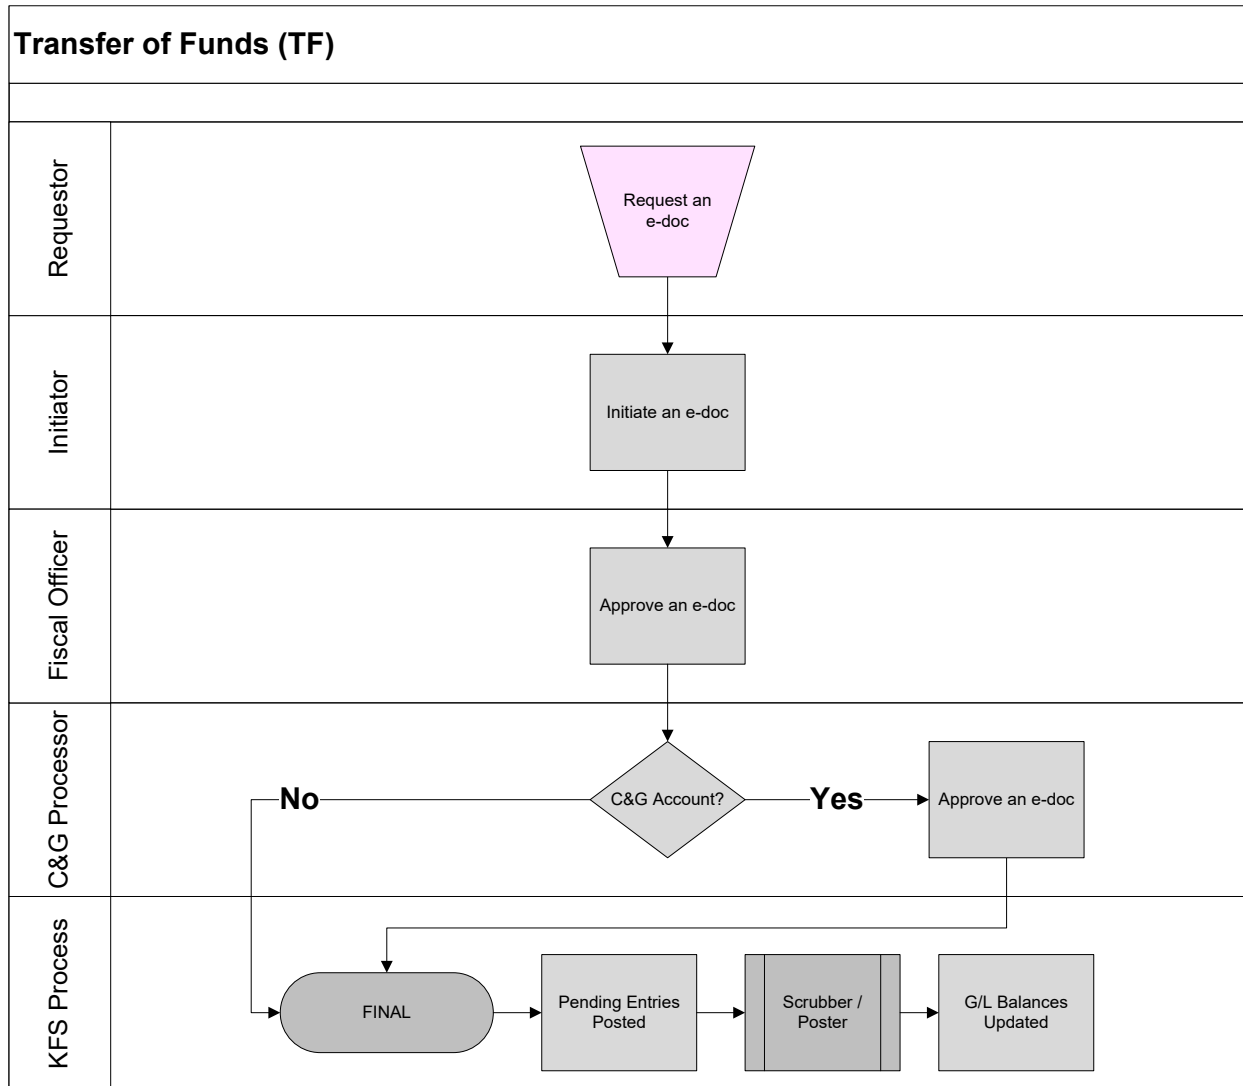 Transfer of Funds (TF)
Requestor
Request an
e-doc
Initiator
Initiate an e-doc
Fiscal Officer
Approve an e-doc
C&G Processor
No
C&G Account?
Yes
Approve an e-doc
KFS Process
FINAL
Pending Entries
Posted
Scrubber /
Poster
G/L Balances
Updated